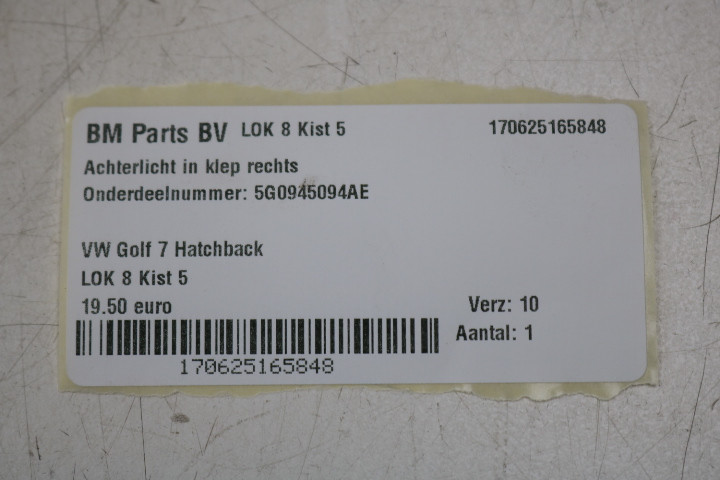 BM Parts BV LOK 8 Kist 5 170625165848
Achterlicht in klep rechts
Onderdeelnummer: 5G0945094AE
VW Golf 7 Hatchback
LOK 8 Kist 5
19.50 euro Verz: 10
Aantal: 1
170625165848